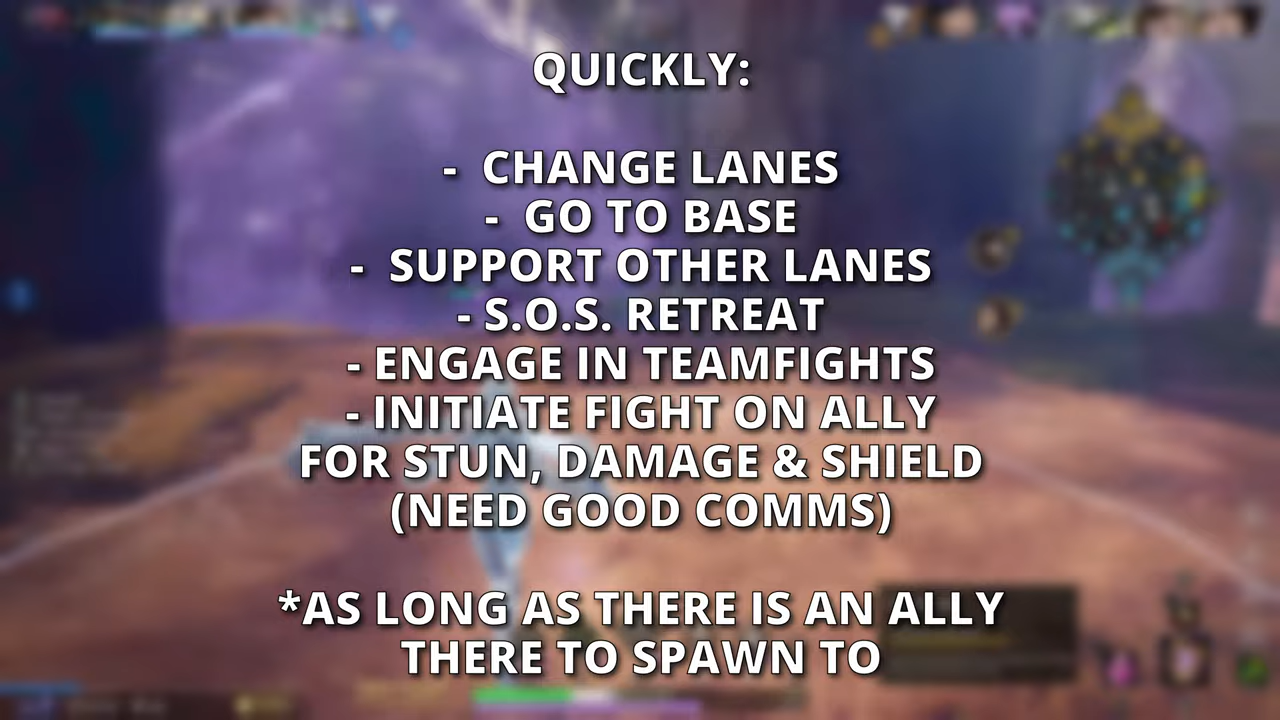 QUICKLY:
- CHANGE LANES
- GO TO BASE
- SUPPORT OTHER LANES
- S.O.S. RETREAT
- ENGAGE IN TEAMFIGHTS
- INITIATE FIGHT ON ALLY
FOR STUN, DAMAGE & SHIELD
(NEED GOOD COMMS)
*AS LONG AS THERE IS AN ALLY
THERE TO SPAWN TO